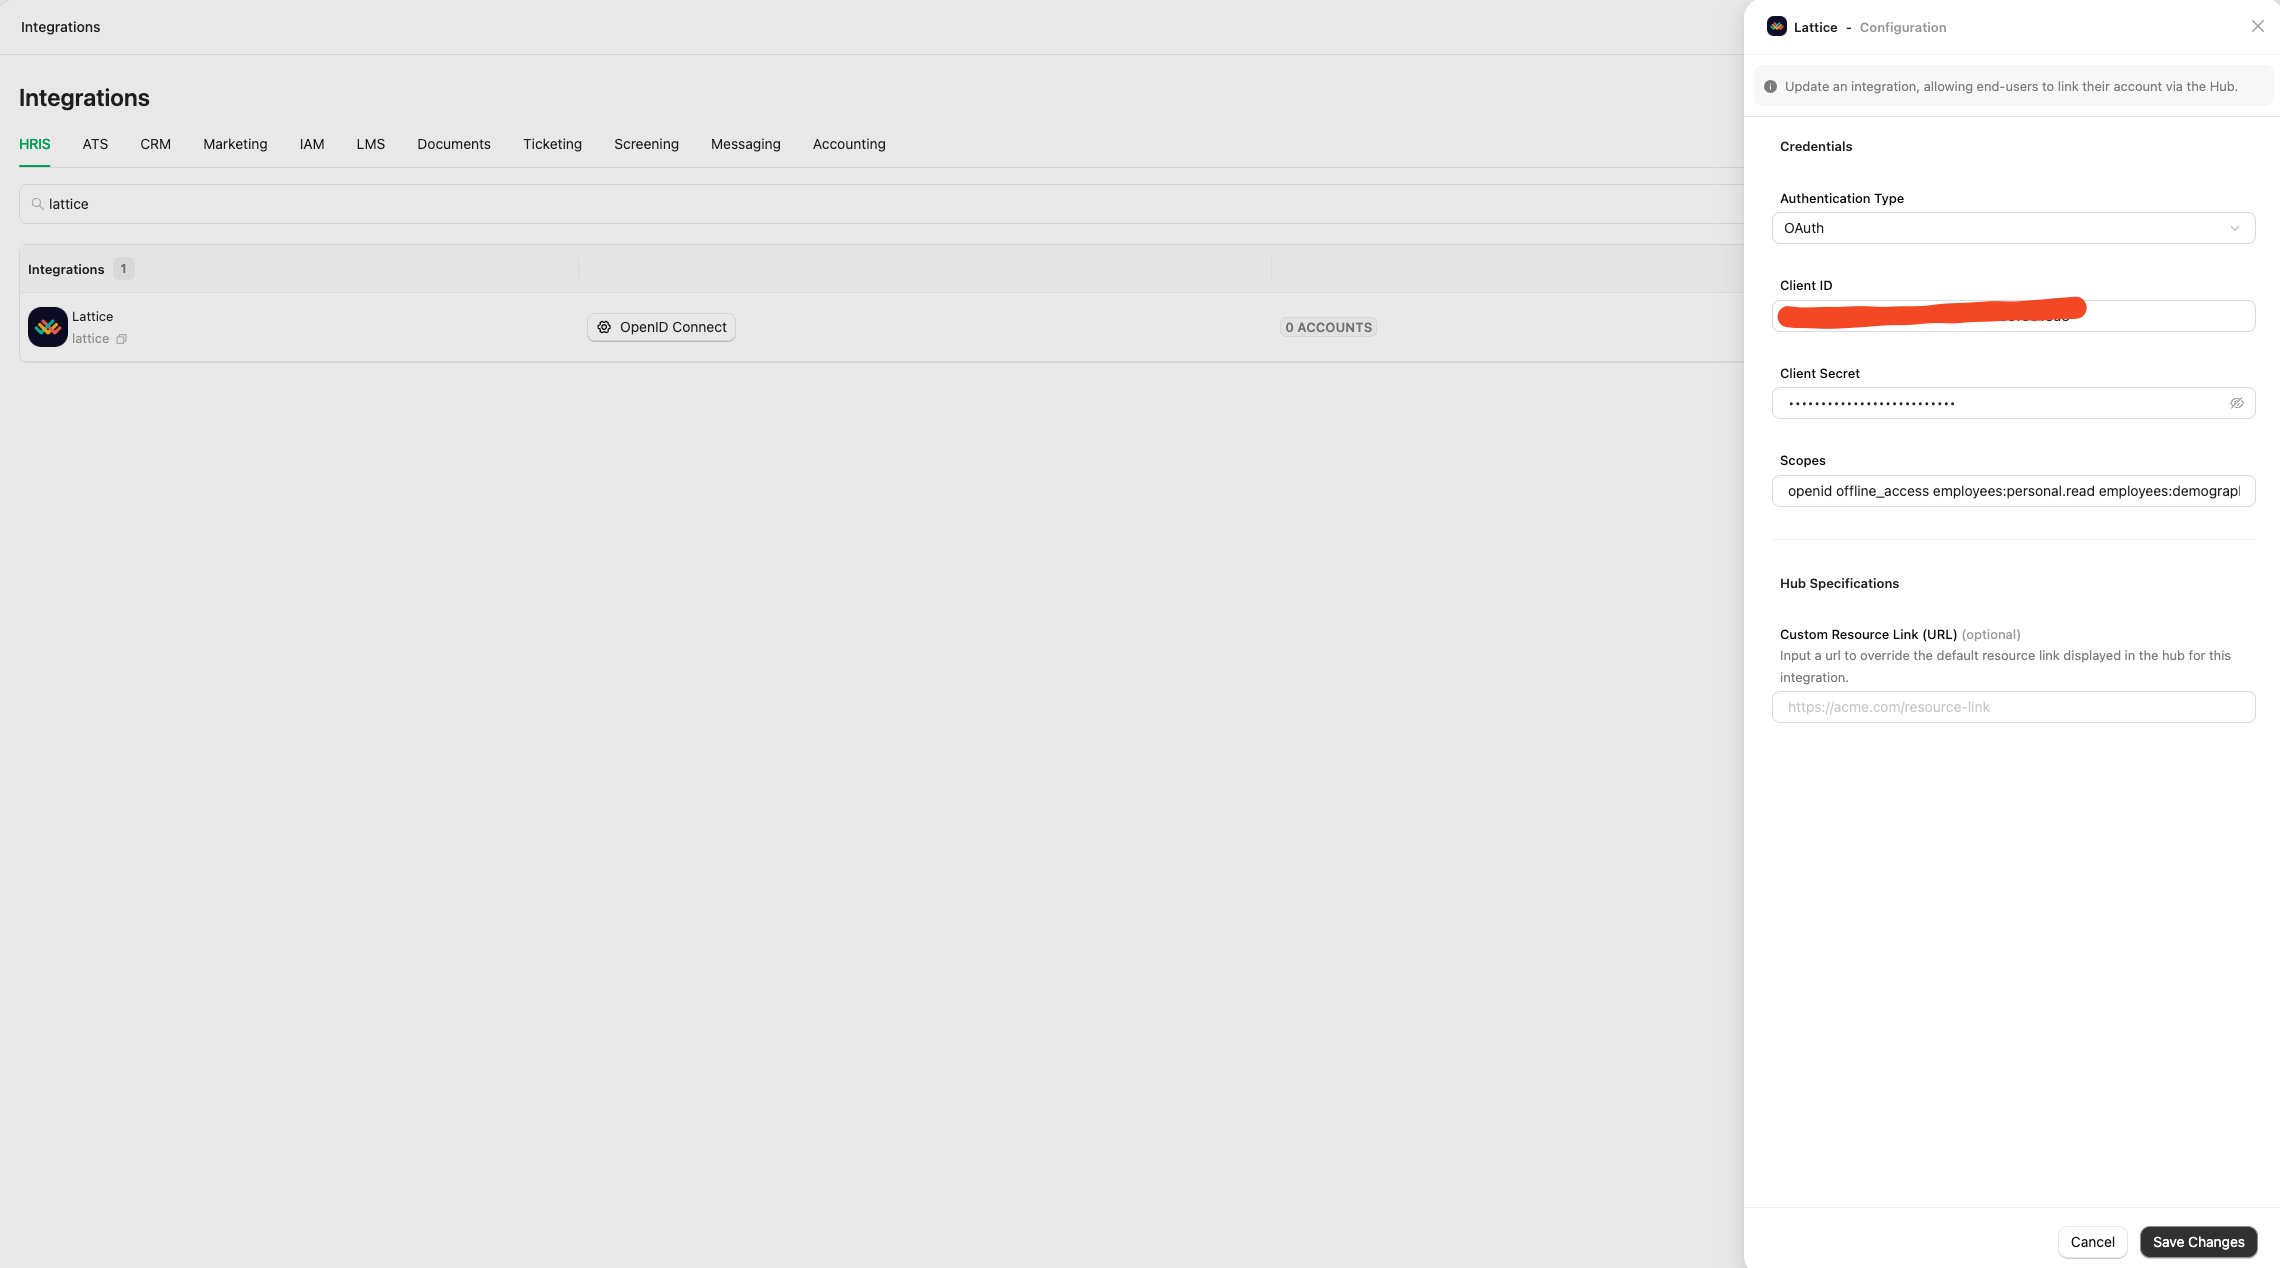 Integrations
Integrations
HRIS ATS CRM Marketing IAM LMS Documents Ticketing Screening Messaging Accounting
lattice
Integrations 1
Lattice
lattice
OpenID Connect
0 ACCOUNTS
Lattice - Configuration
Update an integration, allowing end-users to link their account via the Hub.
Credentials
Authentication Type
OAuth
Client ID
Client Secret
••••••••••••••••••••••••••
Scopes
openid offline_access employees:personal.read employees:demograp
Hub Specifications
Custom Resource Link (URL) (optional)
Input a url to override the default resource link displayed in the hub for this
integration.
https://acme.com/resource-link
Cancel Save Changes